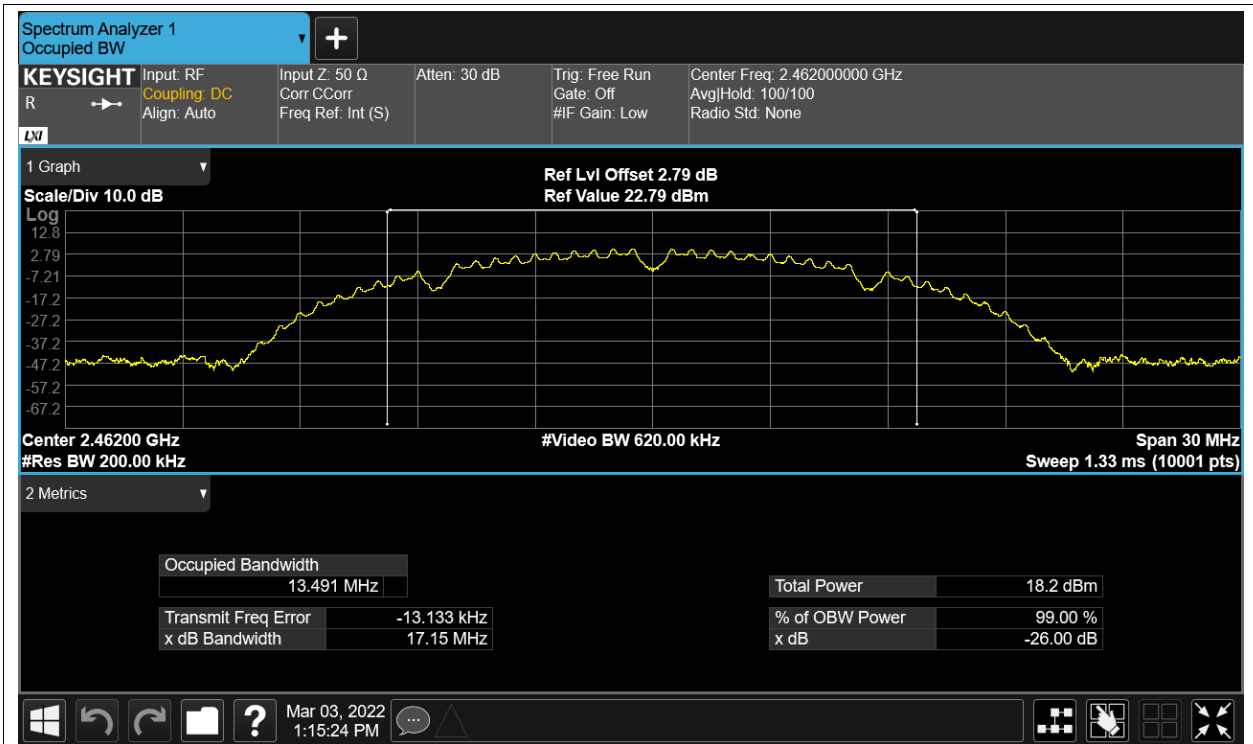 Spectrum Analyzer 1
Occupied BW
▼
+
KEYSIGHT
R
LXI
Input: RF
Coupling: DC
Align: Auto
Input Z: 50 Ω
Corr CCorr
Freq Ref: Int (S)
Atten: 30 dB
Trig: Free Run
Gate: Off
#IF Gain: Low
Center Freq: 2.462000000 GHz
Avg|Hold: 100/100
Radio Std: None
1 Graph
Scale/Div 10.0 dB
Ref Lvl Offset 2.79 dB
Ref Value 22.79 dBm
Log
12.8
2.79
-7.21
-17.2
-27.2
-37.2
-47.2
-57.2
-67.2
Center 2.46200 GHz
#Video BW 620.00 kHz
Span 30 MHz
#Res BW 200.00 kHz
Sweep 1.33 ms (10001 pts)
2 Metrics
Occupied Bandwidth
13.491 MHz
Transmit Freq Error -13.133 kHz
x dB Bandwidth 17.15 MHz
Total Power 18.2 dBm
% of OBW Power 99.00 %
x dB -26.00 dB
?
Mar 03, 2022
1:15:24 PM